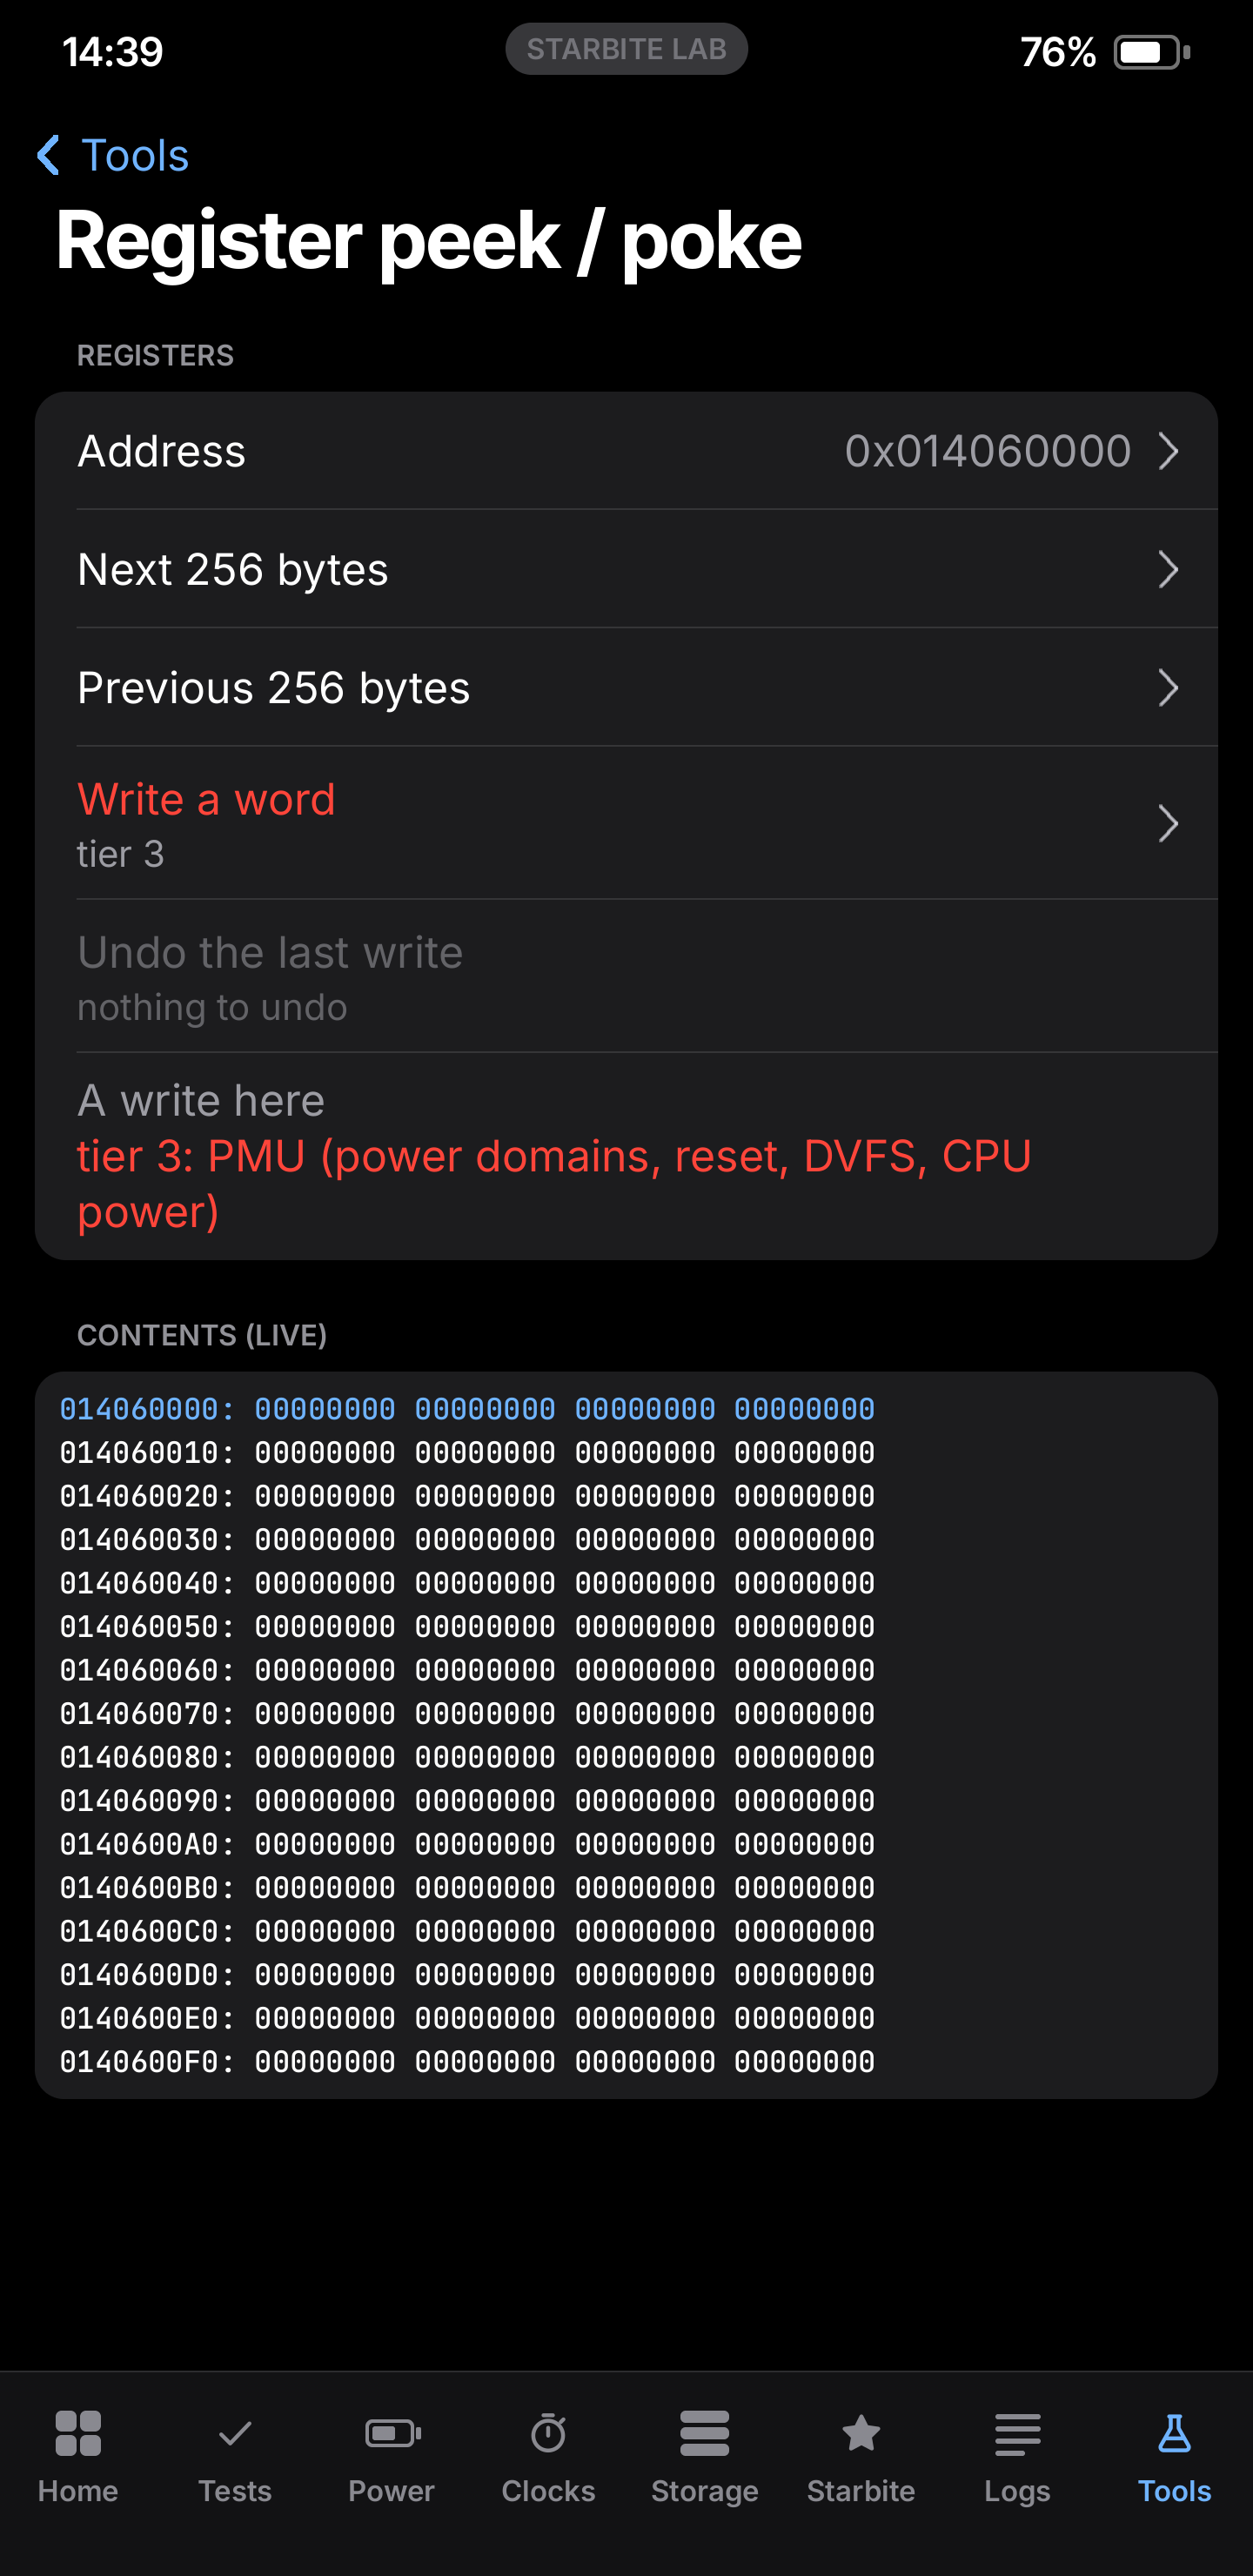 14:39
STARBITE LAB
76%
Tools
Register peek / poke
REGISTERS
Address 0x014060000
Next 256 bytes
Previous 256 bytes
Write a word
tier 3
Undo the last write
nothing to undo
A write here
tier 3: PMU (power domains, reset, DVFS, CPU
power)
CONTENTS (LIVE)
014060000: 00000000 00000000 00000000 00000000
014060010: 00000000 00000000 00000000 00000000
014060020: 00000000 00000000 00000000 00000000
014060030: 00000000 00000000 00000000 00000000
014060040: 00000000 00000000 00000000 00000000
014060050: 00000000 00000000 00000000 00000000
014060060: 00000000 00000000 00000000 00000000
014060070: 00000000 00000000 00000000 00000000
014060080: 00000000 00000000 00000000 00000000
014060090: 00000000 00000000 00000000 00000000
0140600A0: 00000000 00000000 00000000 00000000
0140600B0: 00000000 00000000 00000000 00000000
0140600C0: 00000000 00000000 00000000 00000000
0140600D0: 00000000 00000000 00000000 00000000
0140600E0: 00000000 00000000 00000000 00000000
0140600F0: 00000000 00000000 00000000 00000000
Home Tests Power Clocks Storage Starbite Logs Tools